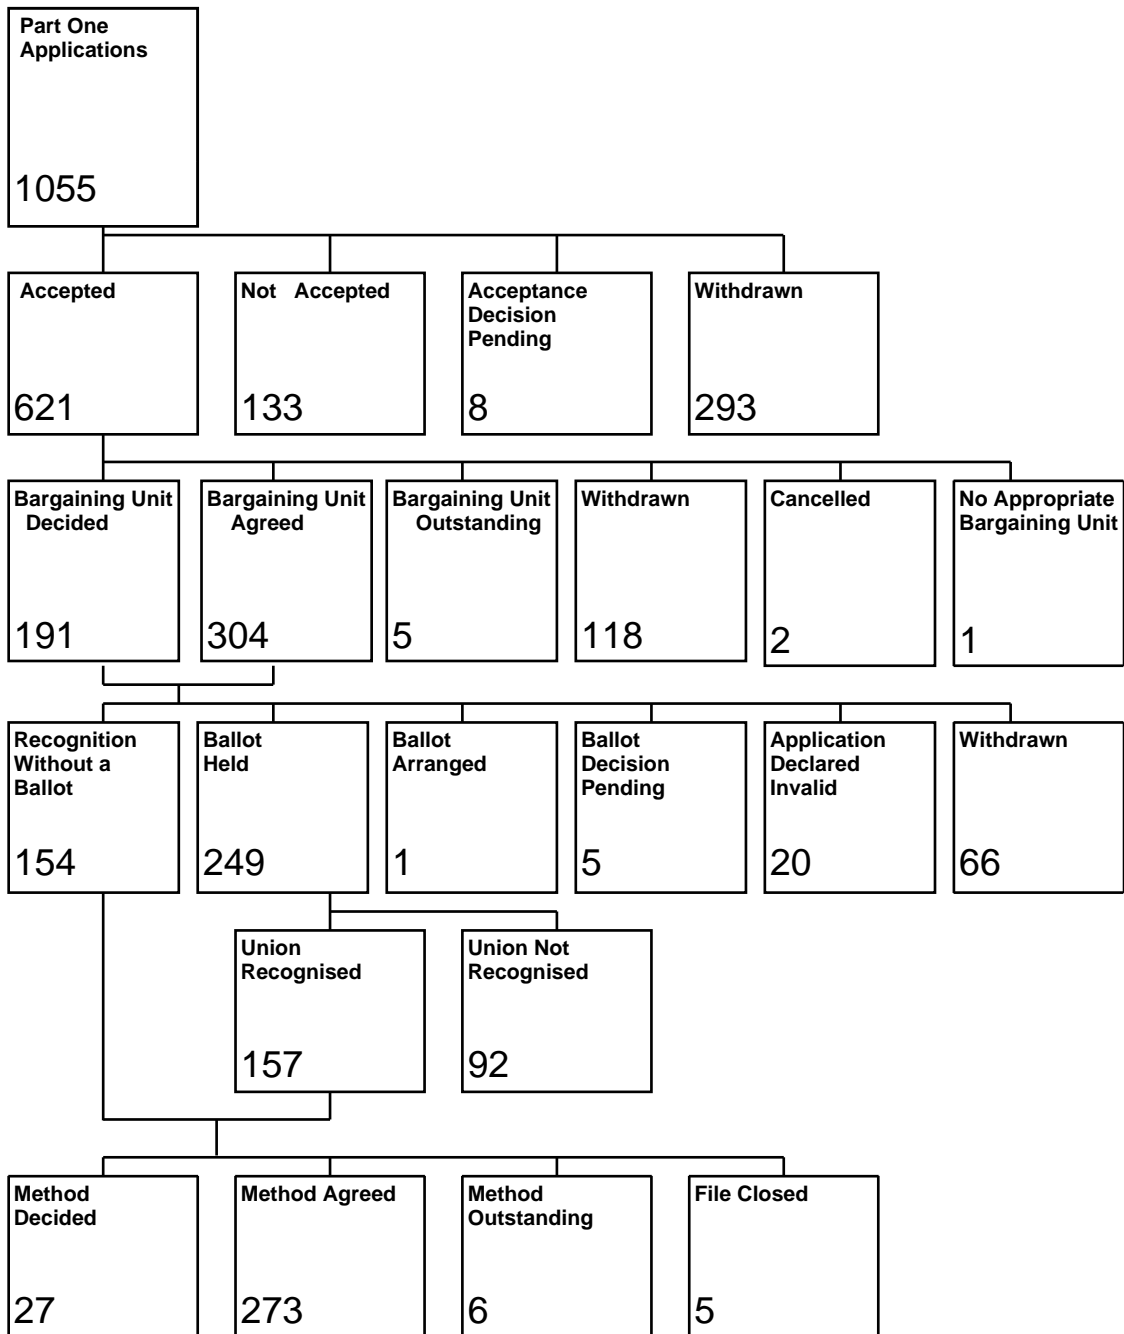 Part One
Applications
1055
Accepted
621
Not Accepted
133
Acceptance
Decision
Pending
8
Withdrawn
293
Bargaining Unit
Decided
191
Bargaining Unit
Agreed
304
Bargaining Unit
Outstanding
5
Withdrawn
118
Cancelled
2
No Appropriate
Bargaining Unit
1
Recognition
Without a
Ballot
154
Ballot
Held
249
Ballot
Arranged
1
Ballot
Decision
Pending
5
Application
Declared
Invalid
20
Withdrawn
66
Union
Recognised
157
Union Not
Recognised
92
Method
Decided
27
Method Agreed
273
Method
Outstanding
6
File Closed
5